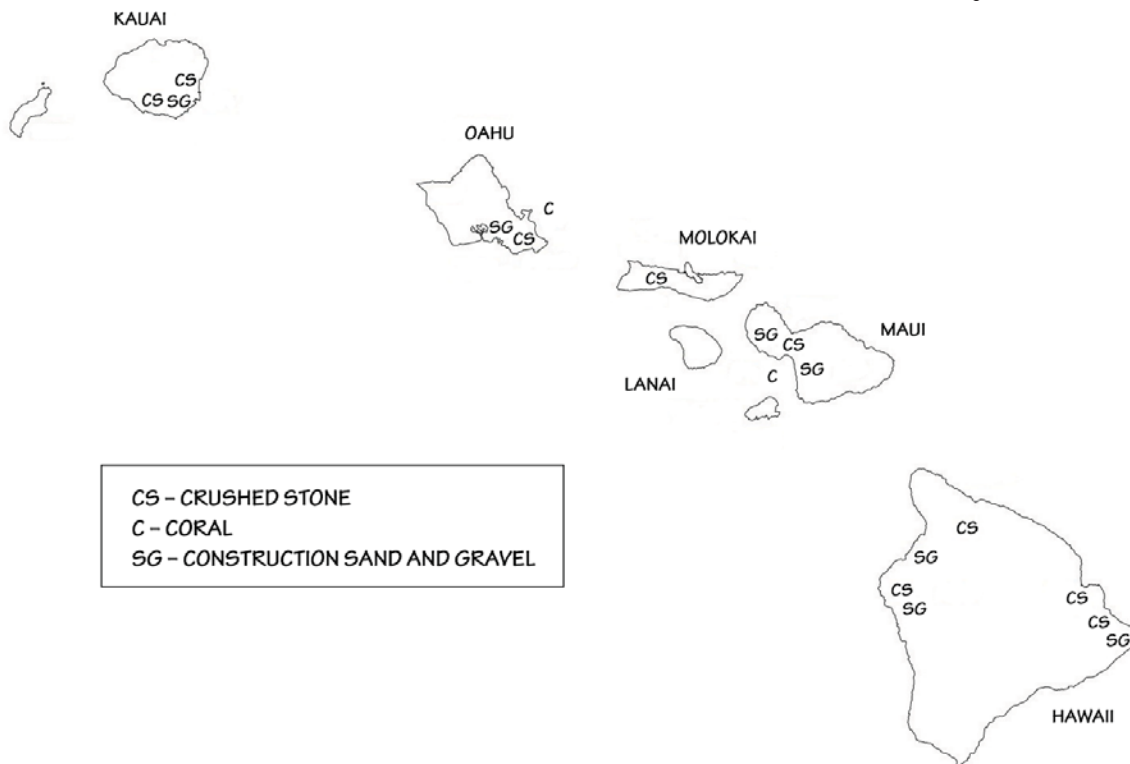 KAUAI
CS
CS SG
OAHU
C
SG
CS
MOLOKAI
CS
SG
CS
MAUI
SG
LANAI
C
CS – CRUSHED STONE
C – CORAL
SG – CONSTRUCTION SAND AND GRAVEL
CS
SG
CS
SG
CS
CS
SG
HAWAII